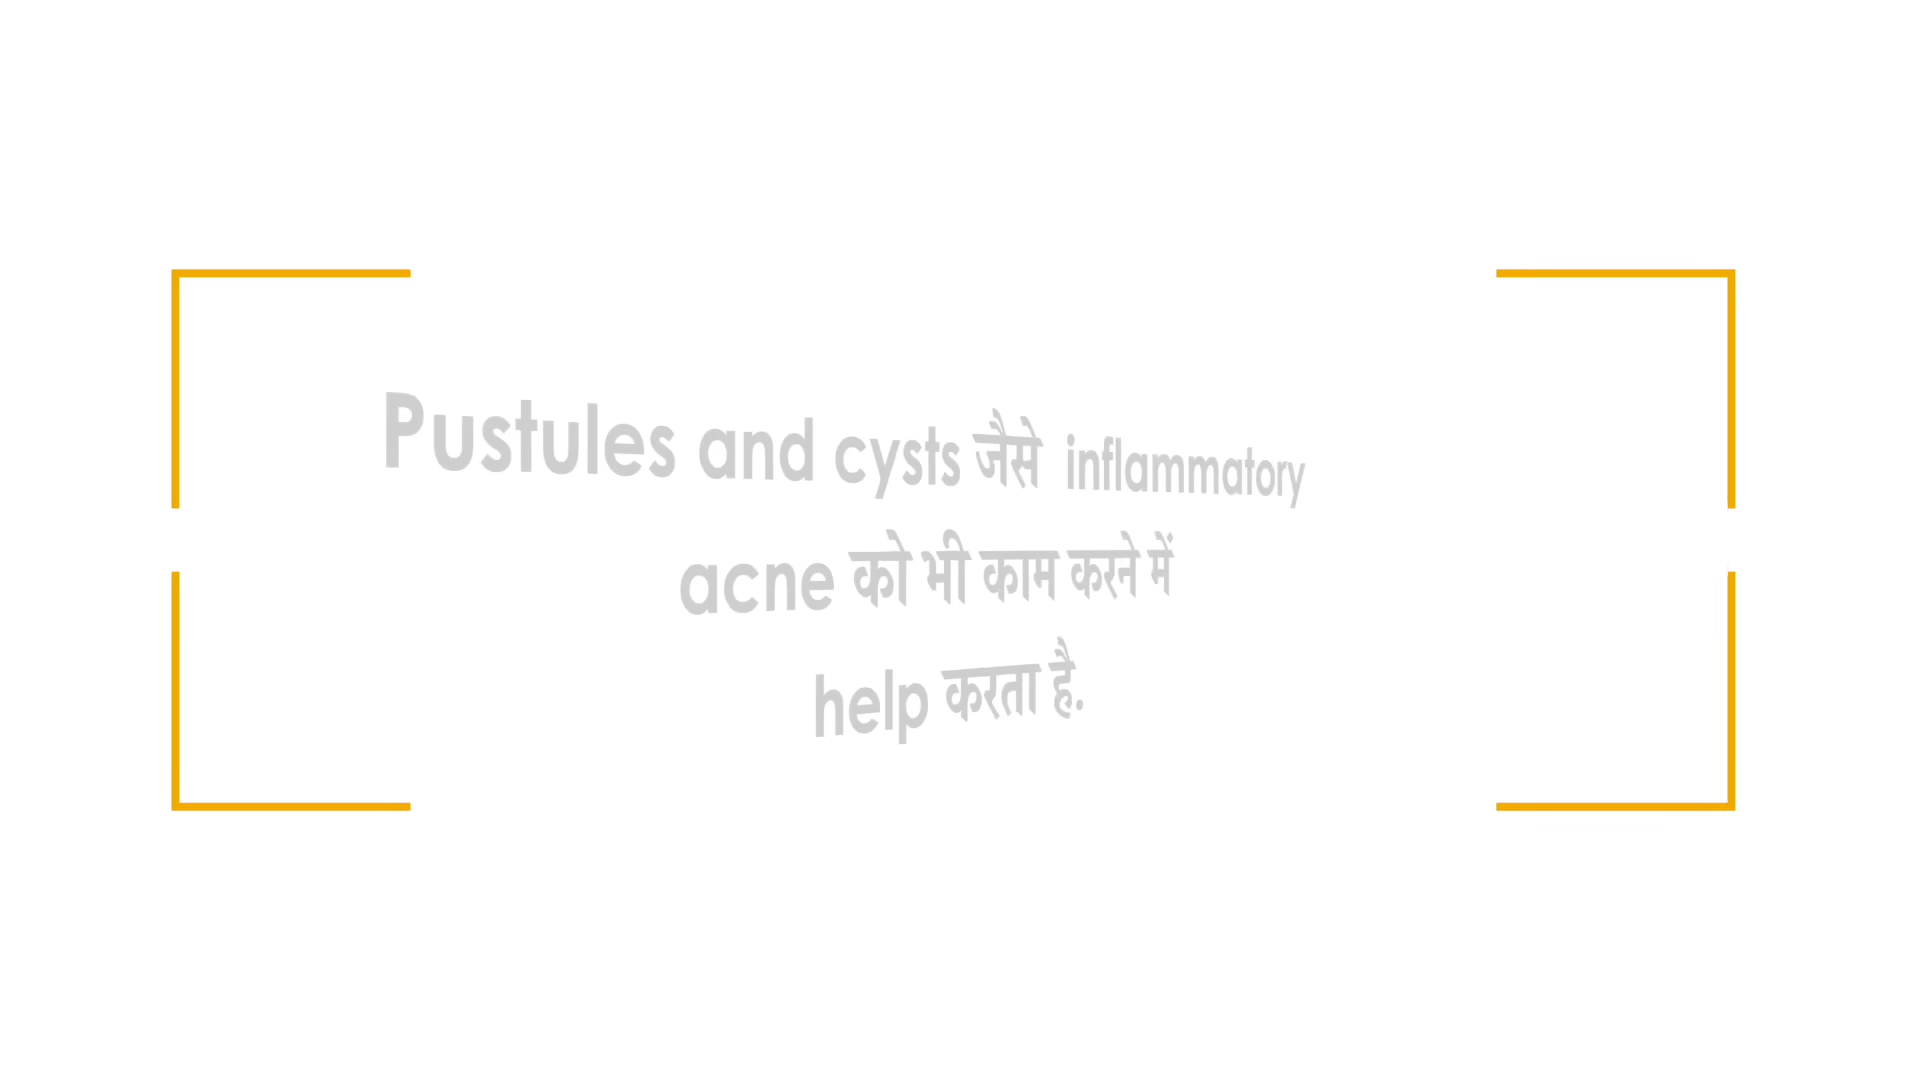 Pustules and cysts जैसे inflammatory
acne को भी काम करने में
help करता है.